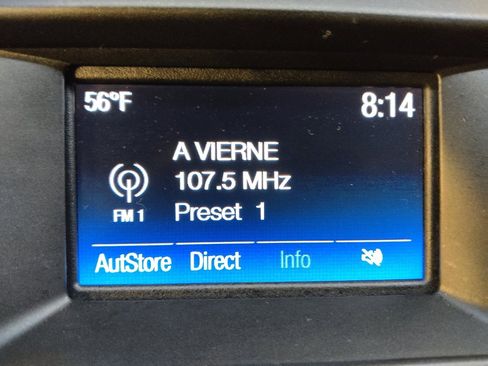 56°F 8:14
A VIERNE
107.5 MHz
FM 1 Preset 1
AutStore Direct Info